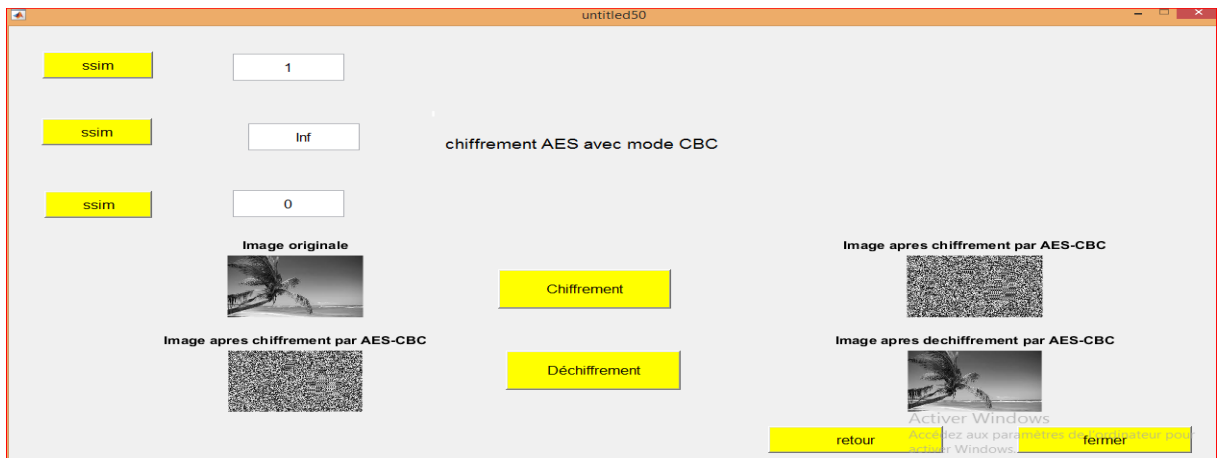 untitled50
ssim
1
ssim
Inf
chiffrement AES avec mode CBC
ssim
0
Image originale
Image apres chiffrement par AES-CBC
Chiffrement
Image apres chiffrement par AES-CBC
Image apres dechiffrement par AES-CBC
Déchiffrement
Activer Windows
Accédez aux paramètres de l'ordinateur pour
activer Windows.
retour
fermer